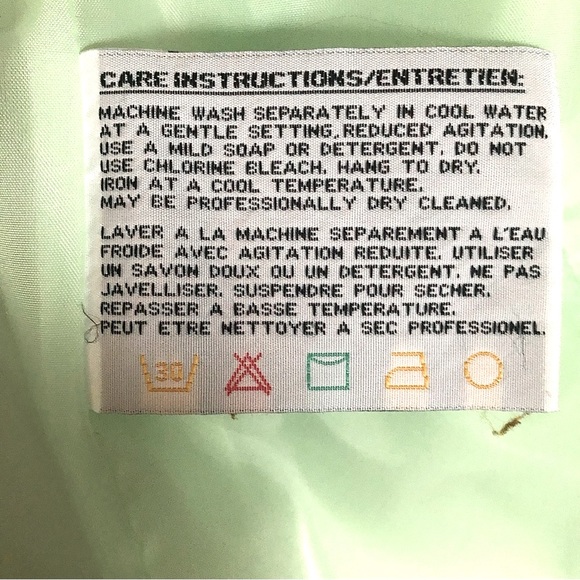 CARE INSTRUCTIONS/ENTRETIEN:
MACHINE WASH SEPARATELY IN COOL WATER
AT A GENTLE SETTING, REDUCED AGITATION.
USE A MILD SOAP OR DETERGENT. DO NOT
USE CHLORINE BLEACH. HANG TO DRY.
IRON AT A COOL TEMPERATURE.
MAY BE PROFESSIONALLY DRY CLEANED.
LAVER A LA MACHINE SEPAREMENT A L'EAU
FROIDE AVEC AGITATION REDUITE. UTILISER
UN SAVON DOUX OU UN DETERGENT. NE PAS
JAVELLISER. SUSPENDRE POUR SECHER.
REPASSER A BASSE TEMPERATURE.
PEUT ETRE NETTOYER A SEC PROFESSIONEL.
30